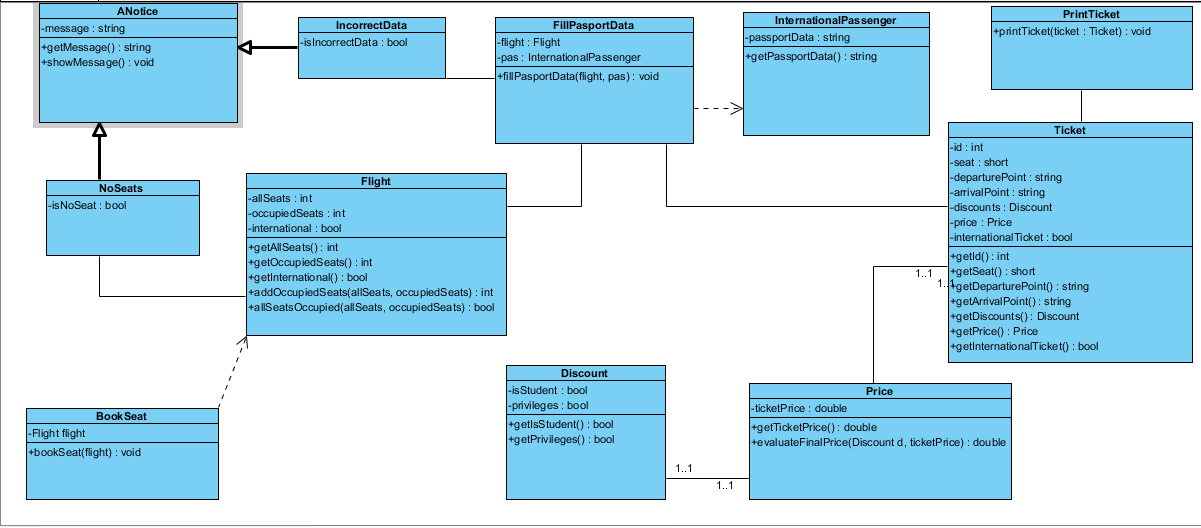 ANotice
-message : string
+getMessage() : string
+showMessage() : void
IncorrectData
-isIncorrectData : bool
FillPasportData
-flight : Flight
-pas : InternationalPassenger
+fillPasportData(flight, pas) : void
InternationalPassenger
-passportData : string
+getPassportData() : string
PrintTicket
+printTicket(ticket : Ticket) : void
NoSeats
-isNoSeat : bool
Flight
-allSeats : int
-occupiedSeats : int
-international : bool
+getAllSeats() : int
+getOccupiedSeats() : int
+getInternational() : bool
+addOccupiedSeats(allSeats, occupiedSeats) : int
+allSeatsOccupied(allSeats, occupiedSeats) : bool
Ticket
-id : int
-seat : short
-departurePoint : string
-arrivalPoint : string
-discounts : Discount
-price : Price
-internationalTicket : bool
+getId() : int
+getSeat() : short
+getDeparturePoint() : string
+getArrivalPoint() : string
+getDiscounts() : Discount
+getPrice() : Price
+getInternationalTicket() : bool
1..1
1..1
BookSeat
-Flight flight
+bookSeat(flight) : void
Discount
-isStudent : bool
-privileges : bool
+getIsStudent() : bool
+getPrivileges() : bool
1..1
1..1
Price
-ticketPrice : double
+getTicketPrice() : double
+evaluateFinalPrice(Discount d, ticketPrice) : double